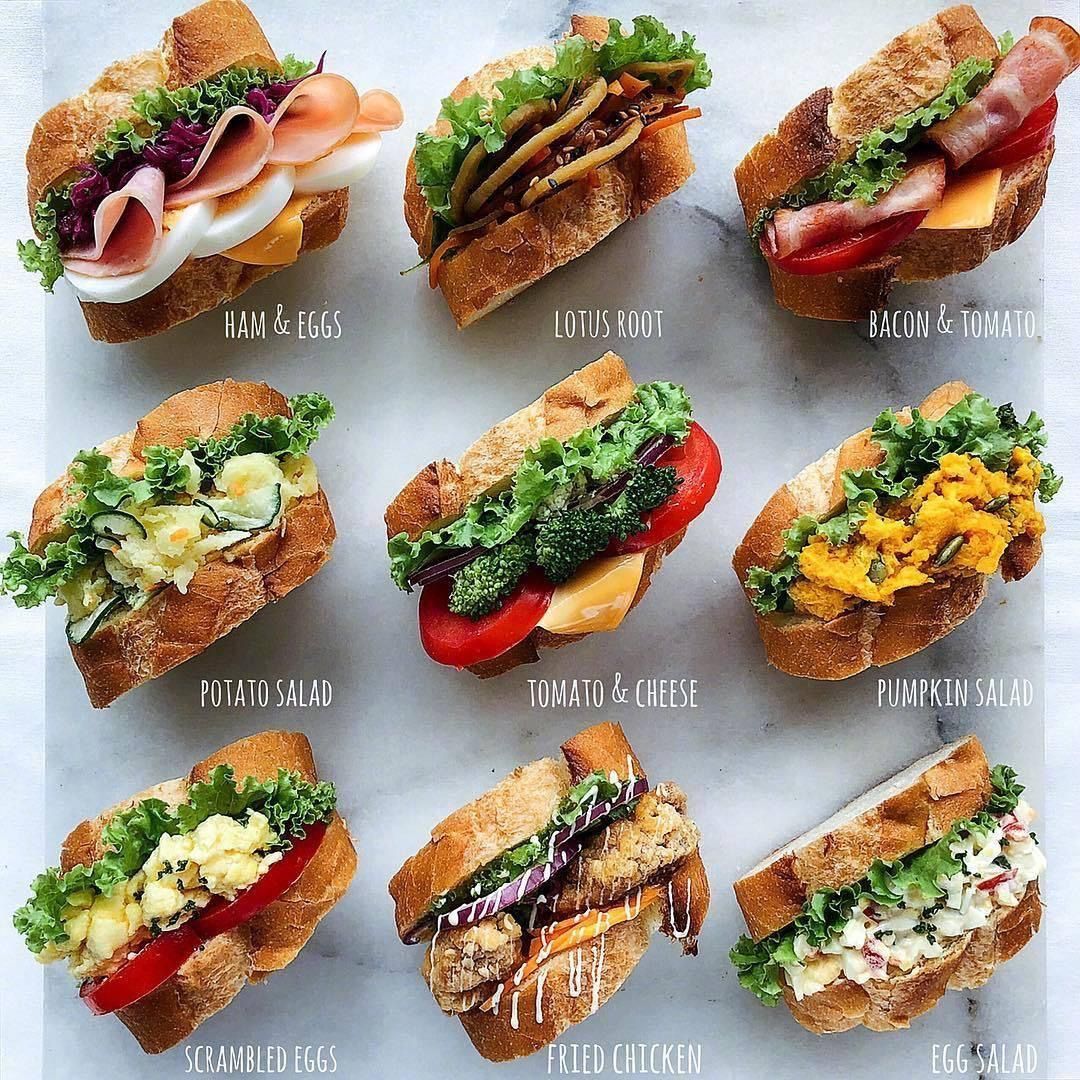 HAM & EGGS
LOTUS ROOT
BACON & TOMATO
POTATO SALAD
TOMATO & CHEESE
PUMPKIN SALAD
SCRAMBLED EGGS
FRIED CHICKEN
EGG SALAD